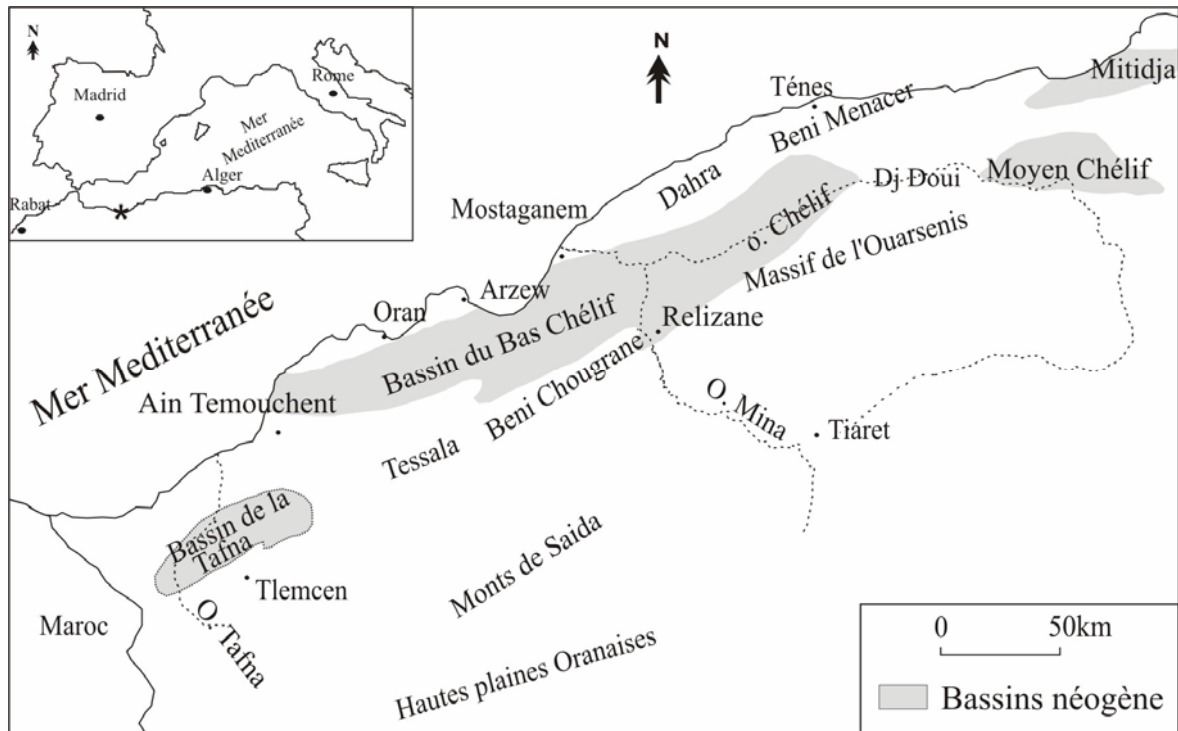 N
Madrid
Rome
Mer
Mediterranée
Alger
Rabat
N
Mitidja
Ténes
Beni Menacer
Moyen Chélif
Dj Doui
Dahra
o. Chélif
Mostaganem
Massif de l'Ouarsenis
Mer Mediterranée
Oran
Arzew
Bassin du Bas Chélif
Relizane
Ain Temouchent
Beni Chougrane
Tessala
O. Mina
Tiaret
Bassin de la
Tafna
Tlemcen
Monts de Saida
Maroc
O. Tafna
Hautes plaines Oranaises
0 50km
Bassins néogène